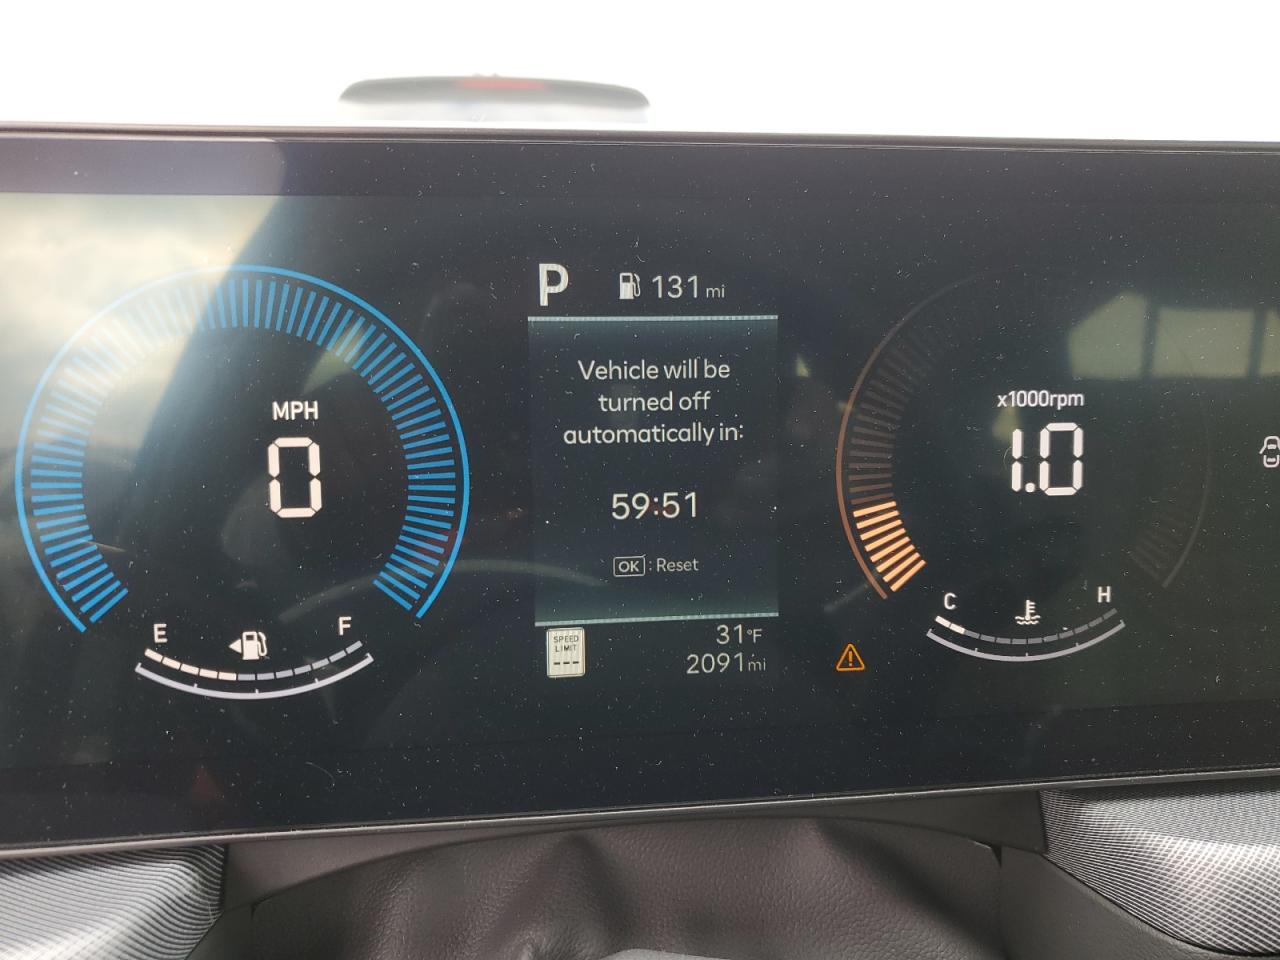 P 131 mi
Vehicle will be
turned off
automatically in:
59:51
OK : Reset
MPH
0
E F
x1000rpm
1.0
C H
SPEED
LIMIT
---
31°F
2091 mi